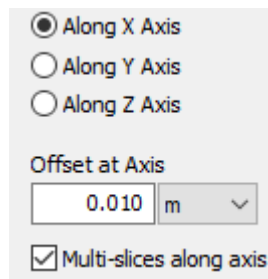 Along X Axis
Along Y Axis
Along Z Axis
Offset at Axis
0.010 m
Multi-slices along axis